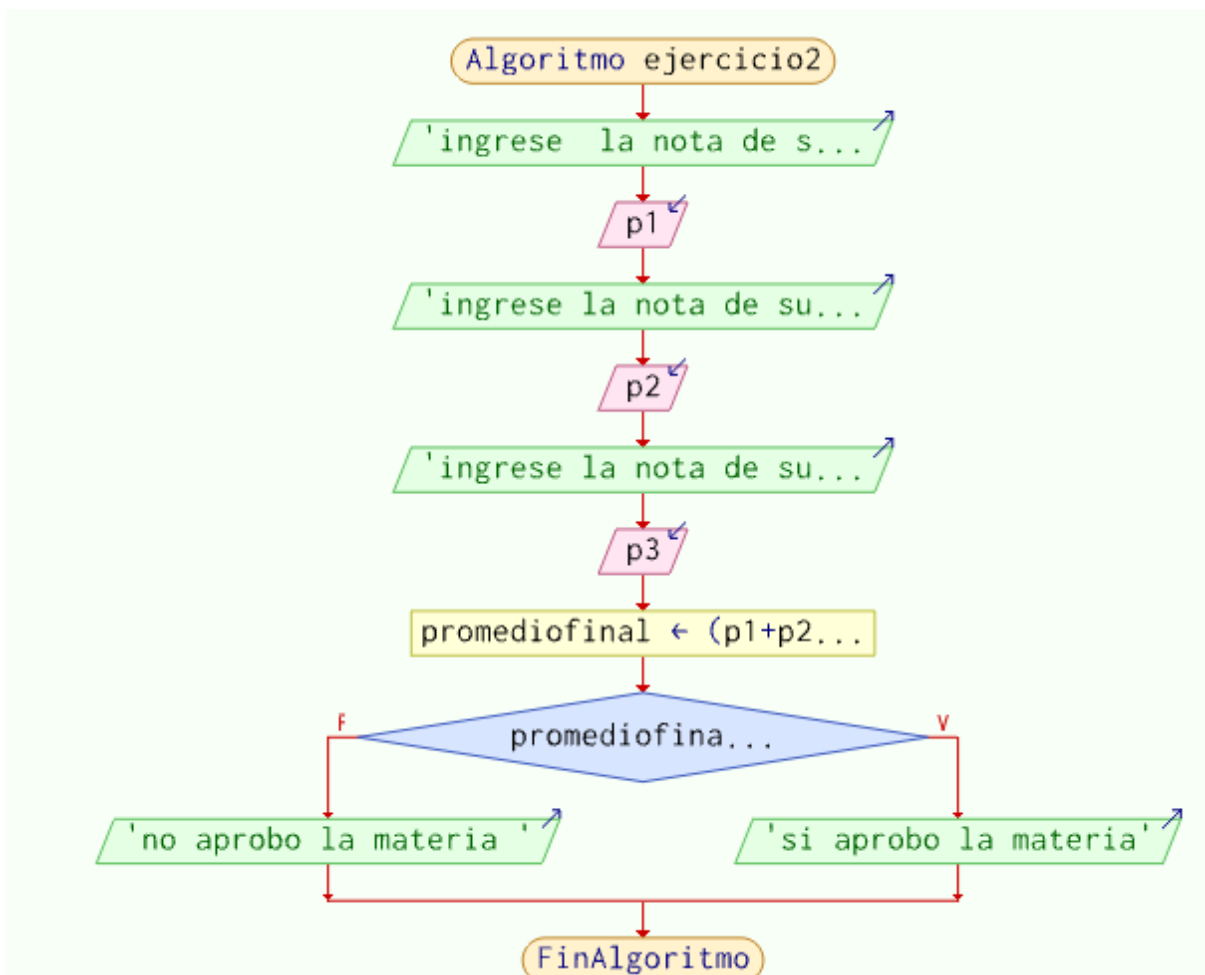 Algoritmo ejercicio2
'ingrese  la nota de s...
p1
'ingrese la nota de su...
p2
'ingrese la nota de su...
p3
promediofinal ← (p1+p2...
F
V
promediofina...
'no aprobo la materia '
'si aprobo la materia'
FinAlgoritmo